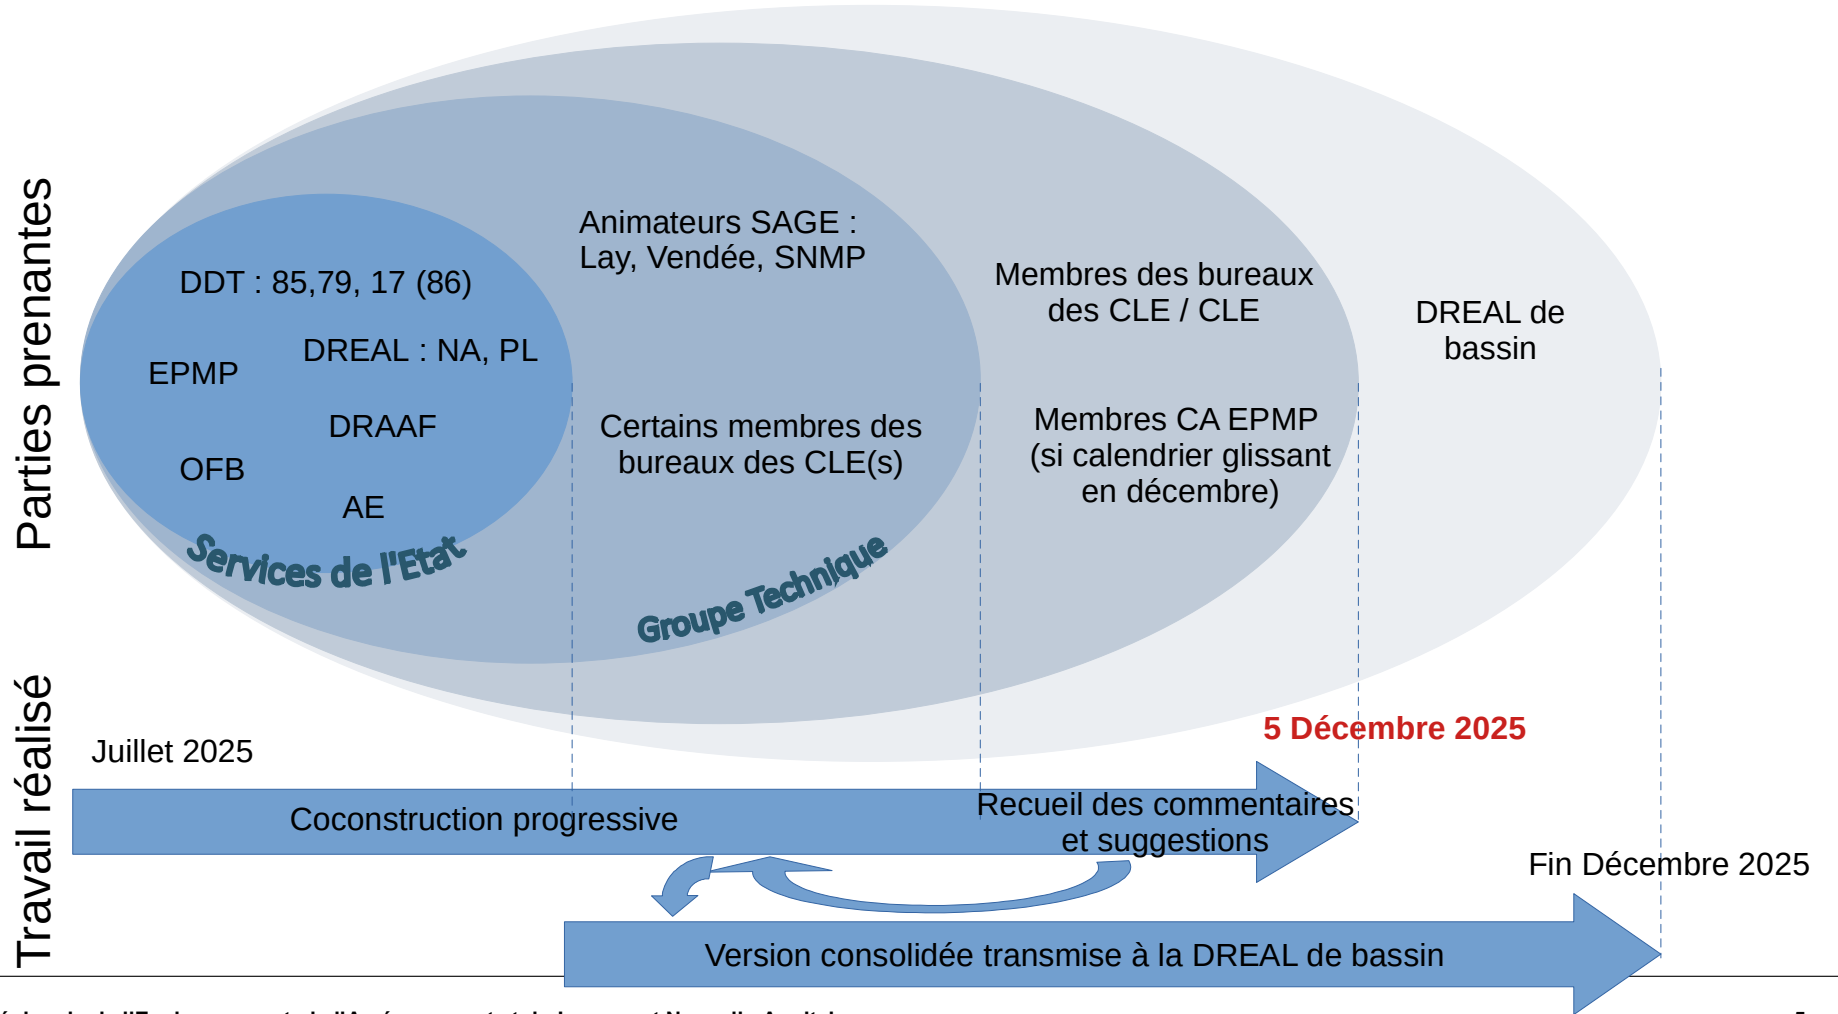 Parties prenantes
DDT : 85,79, 17 (86)
DREAL : NA, PL
EPMP
DRAAF
OFB
AE
Services de l'Etat
Animateurs SAGE :
Lay, Vendée, SNMP
Certains membres des
bureaux des CLE(s)
Groupe Technique
Membres des bureaux
des CLE / CLE
Membres CA EPMP
(si calendrier glissant
en décembre)
DREAL de
bassin
Travail réalisé
Juillet 2025
5 Décembre 2025
Coconstruction progressive
Recueil des commentaires
et suggestions
Fin Décembre 2025
Version consolidée transmise à la DREAL de bassin